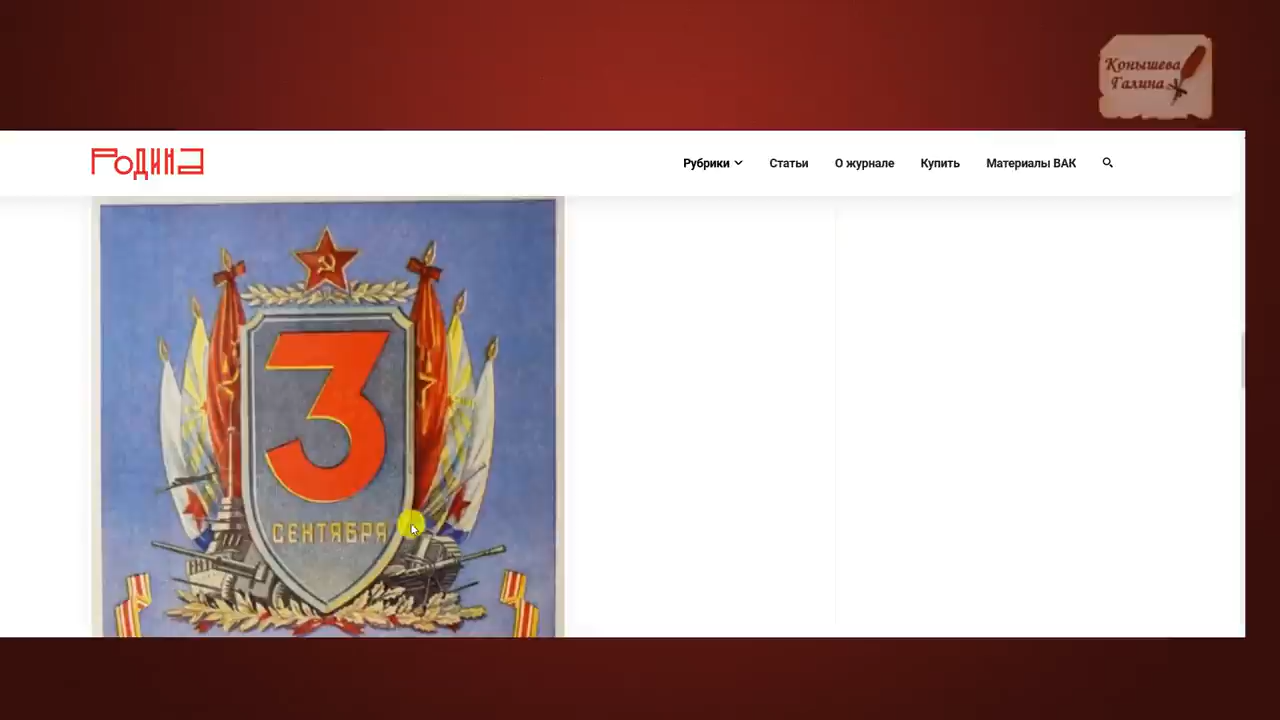 Конышева
Галина
РОДИНА
Рубрики
Статьи
О журнале
Купить
Материалы ВАК
3
СЕНТЯБРЯ